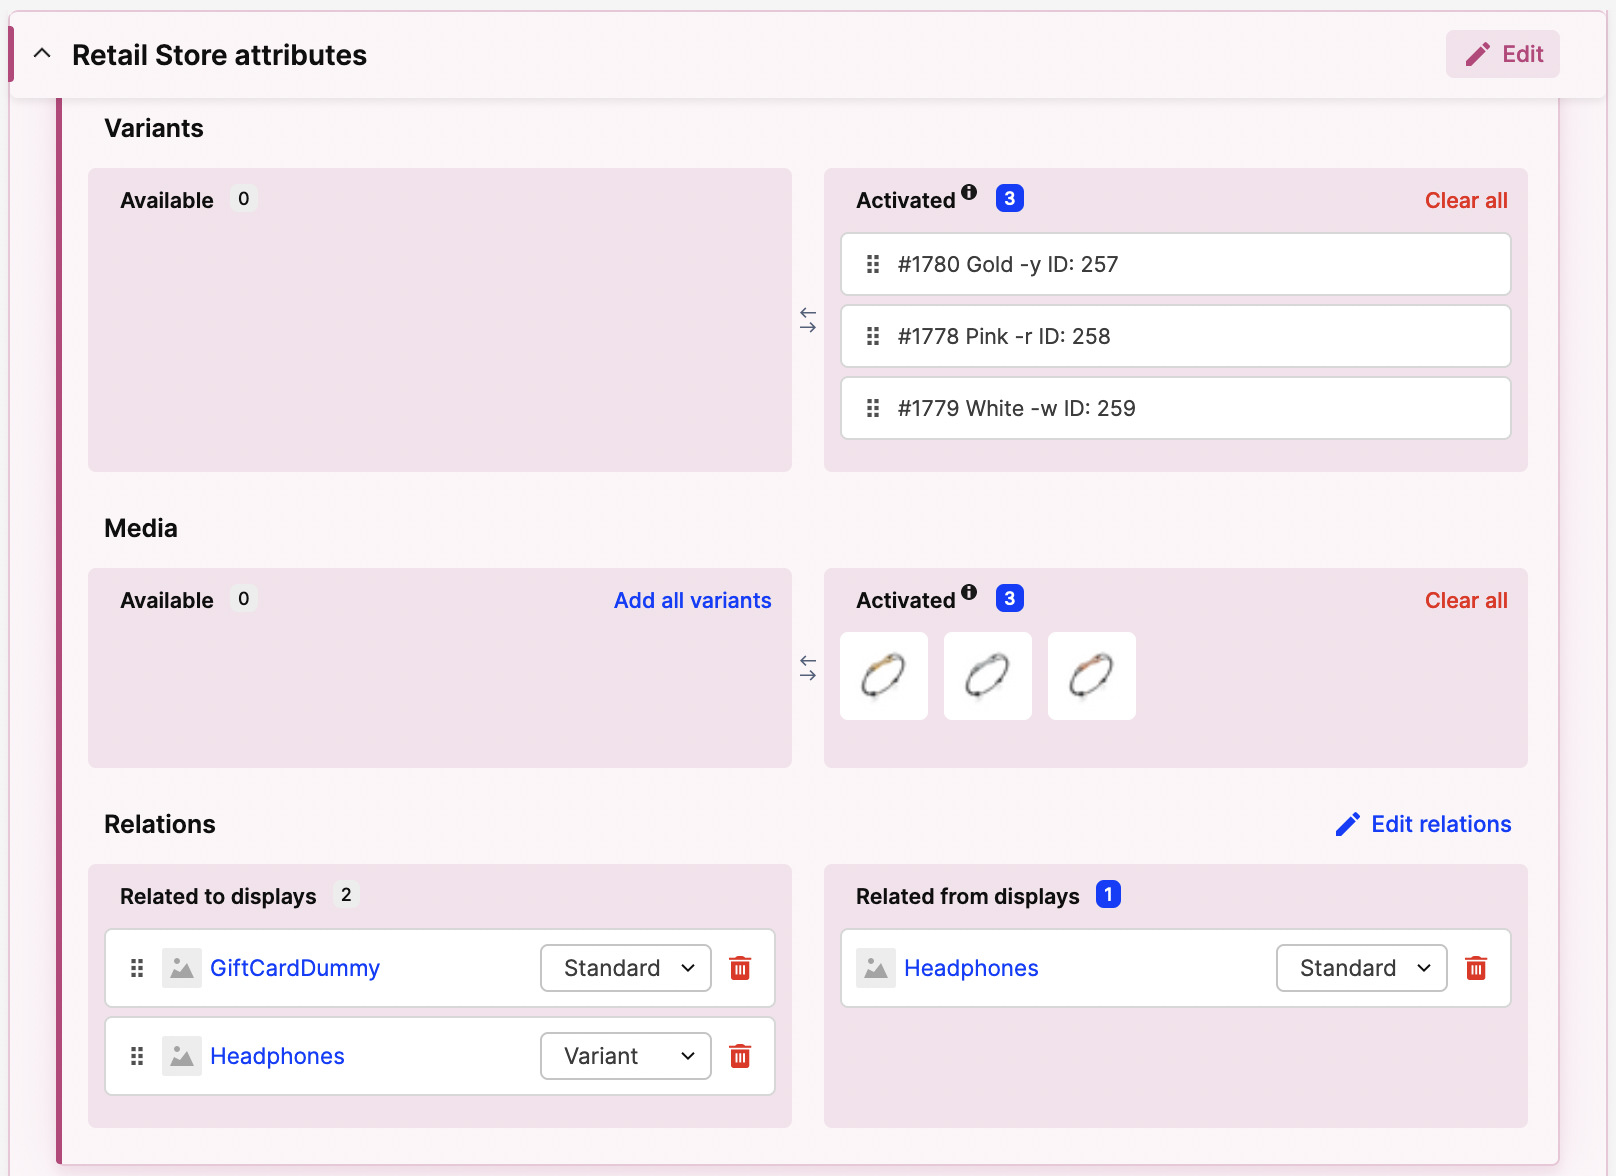 Retail Store attributes
Edit
Variants
Available 0
Activated 3 Clear all
#1780 Gold -y ID: 257
#1778 Pink -r ID: 258
#1779 White -w ID: 259
Media
Available 0 Add all variants
Activated 3 Clear all
Relations
Edit relations
Related to displays 2
GiftCardDummy Standard
Headphones Variant
Related from displays 1
Headphones Standard